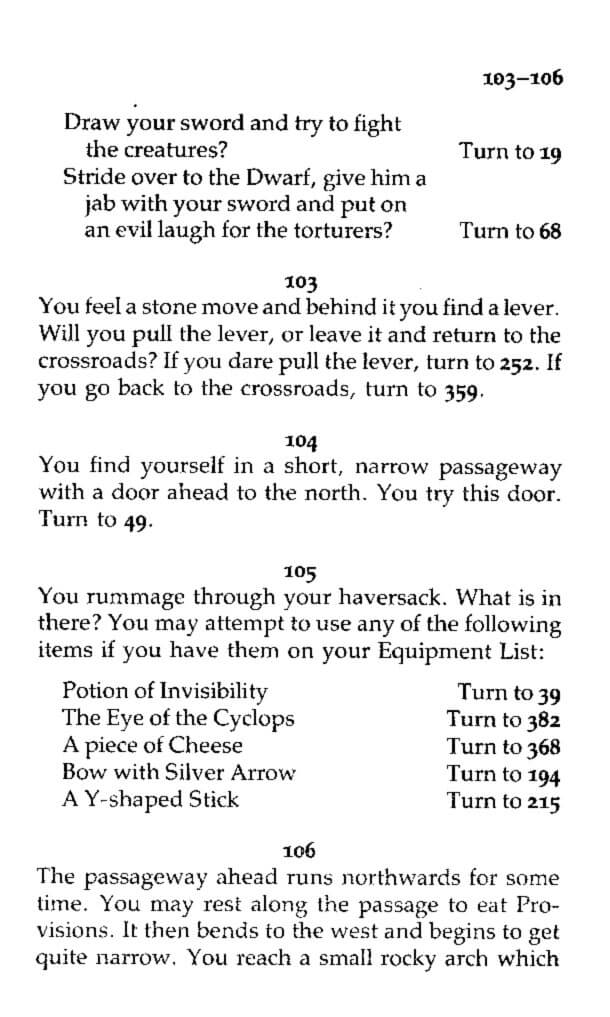 103–106
Draw your sword and try to fight
the creatures? Turn to 19
Stride over to the Dwarf, give him a
jab with your sword and put on
an evil laugh for the torturers? Turn to 68
103
You feel a stone move and behind it you find a lever.
Will you pull the lever, or leave it and return to the
crossroads? If you dare pull the lever, turn to 252. If
you go back to the crossroads, turn to 359.
104
You find yourself in a short, narrow passageway
with a door ahead to the north. You try this door.
Turn to 49.
105
You rummage through your haversack. What is in
there? You may attempt to use any of the following
items if you have them on your Equipment List:
Potion of Invisibility Turn to 39
The Eye of the Cyclops Turn to 382
A piece of Cheese Turn to 368
Bow with Silver Arrow Turn to 194
A Y-shaped Stick Turn to 215
106
The passageway ahead runs northwards for some
time. You may rest along the passage to eat Pro-
visions. It then bends to the west and begins to get
quite narrow. You reach a small rocky arch which